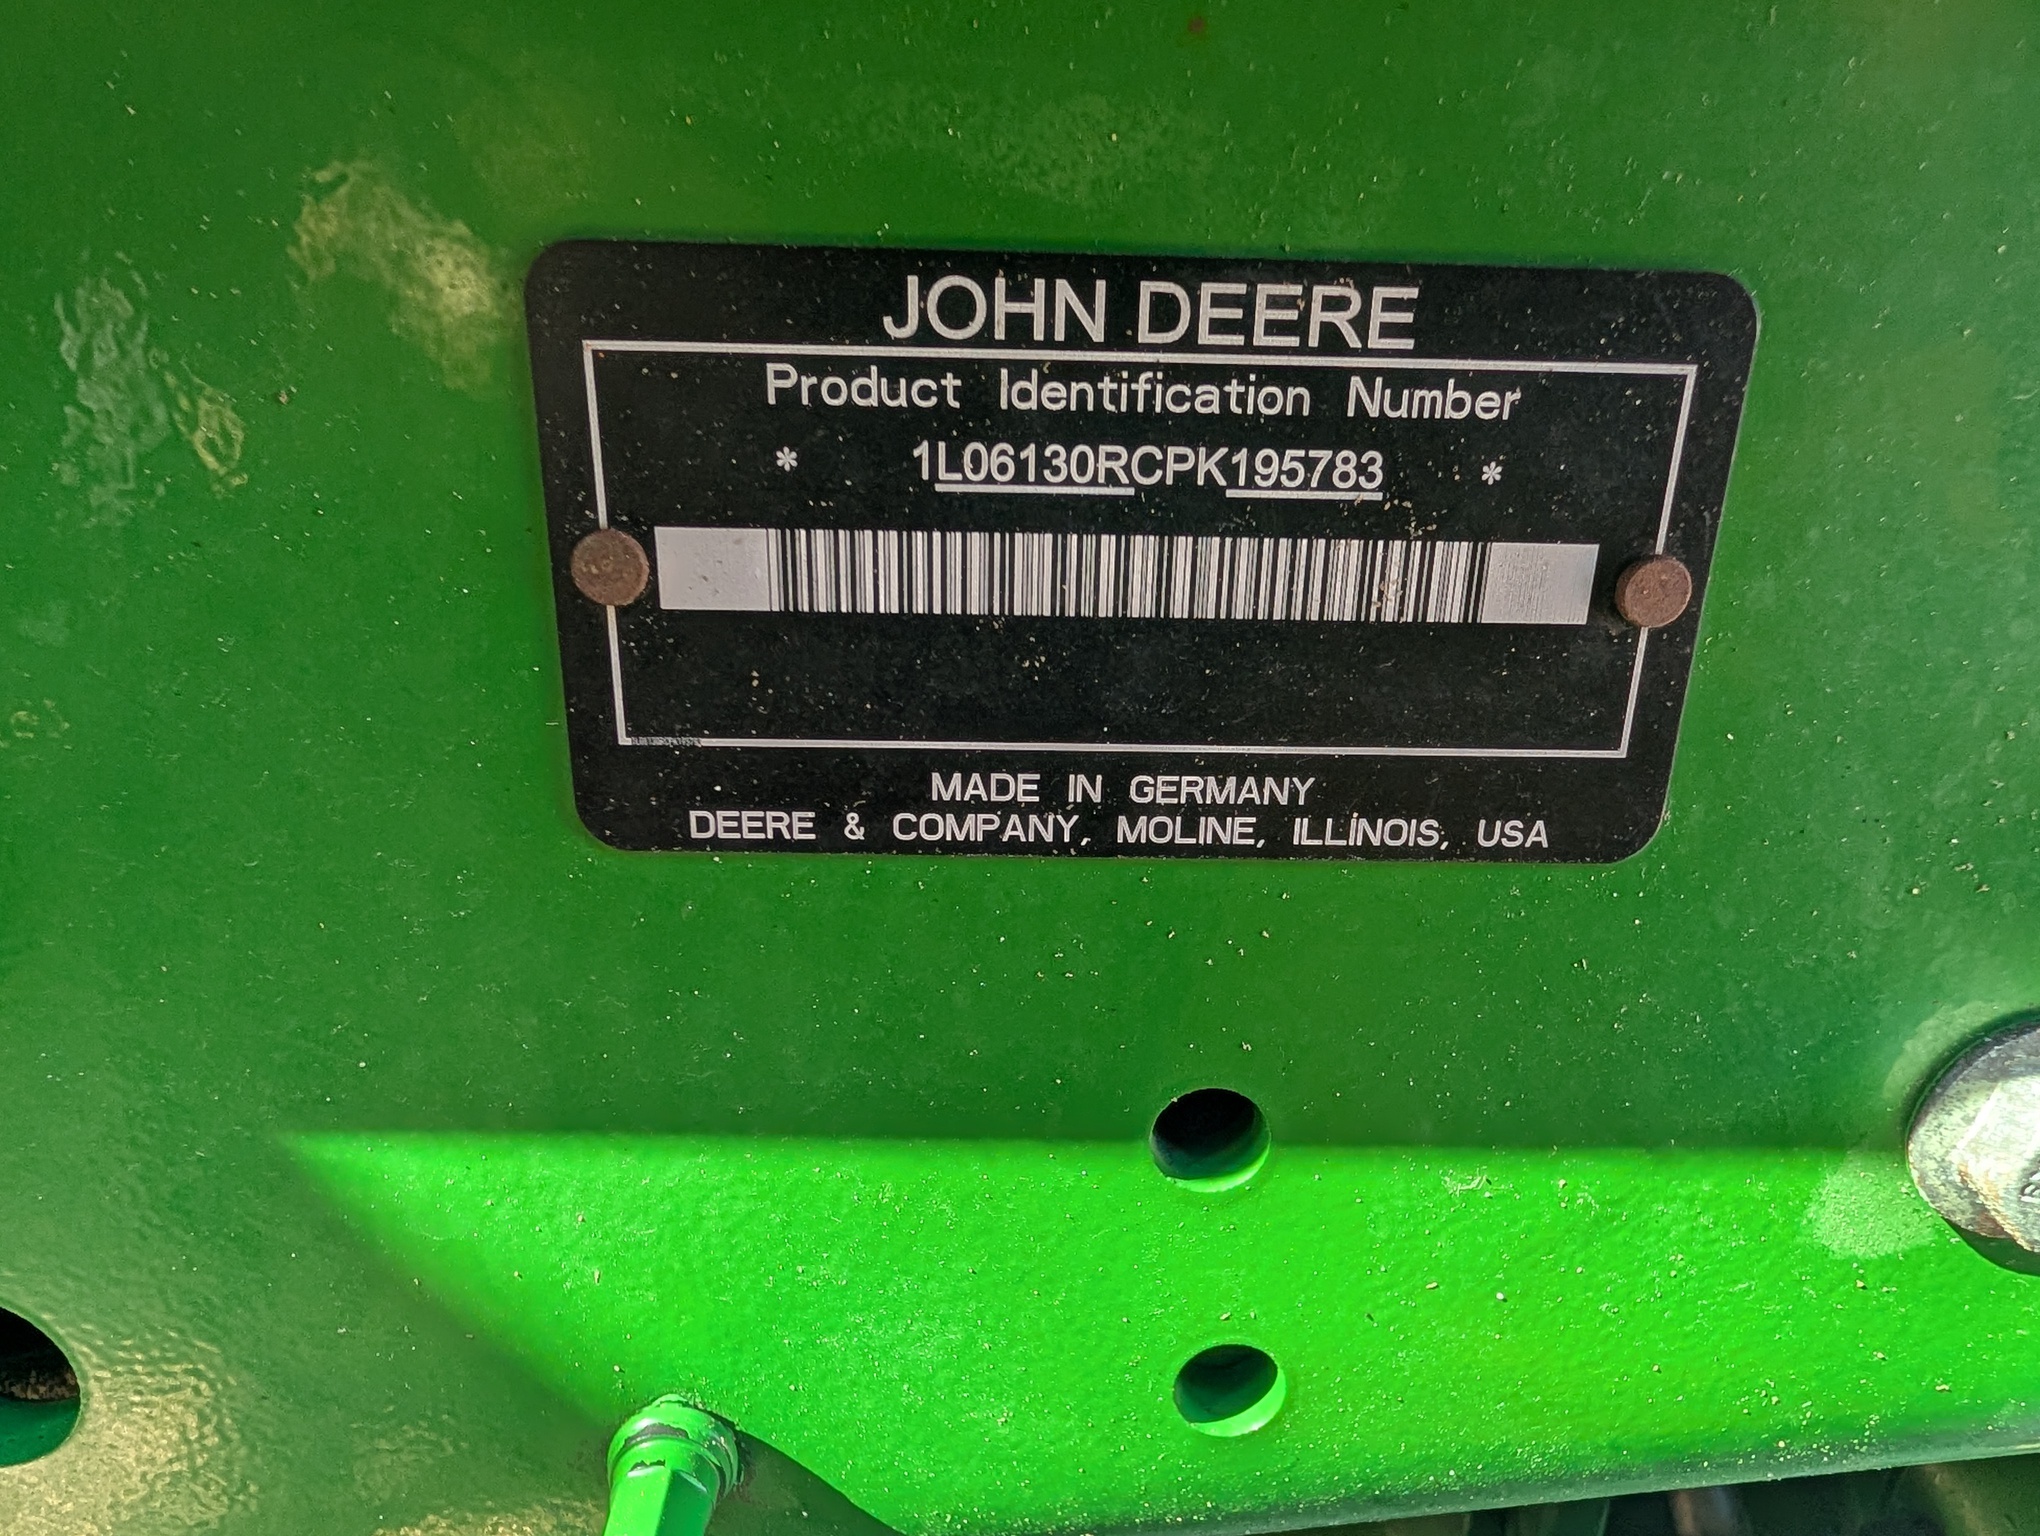 JOHN DEERE
Product Identification Number
* 1L06130RCPK195783 *
MADE IN GERMANY
DEERE & COMPANY, MOLINE, ILLINOIS, USA